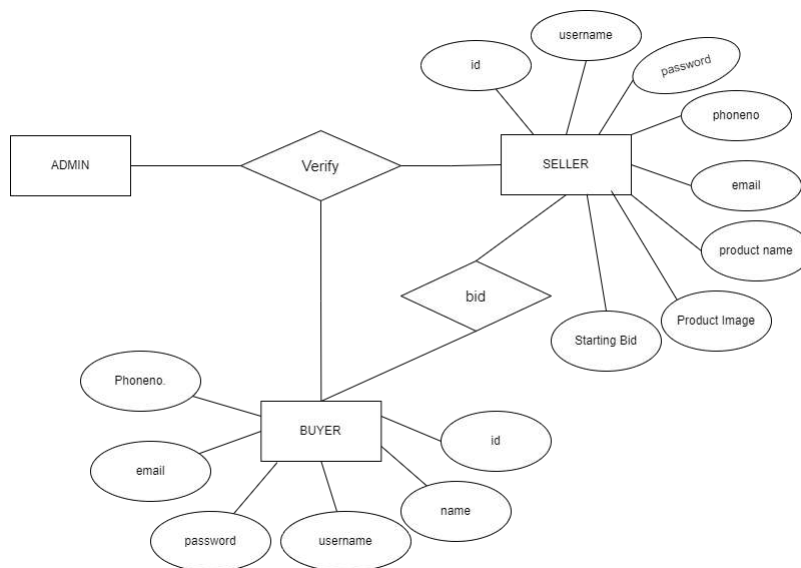 username
id
password
phoneno
ADMIN
Verify
SELLER
email
product name
bid
Product Image
Starting Bid
Phoneno.
BUYER
id
email
name
password
username